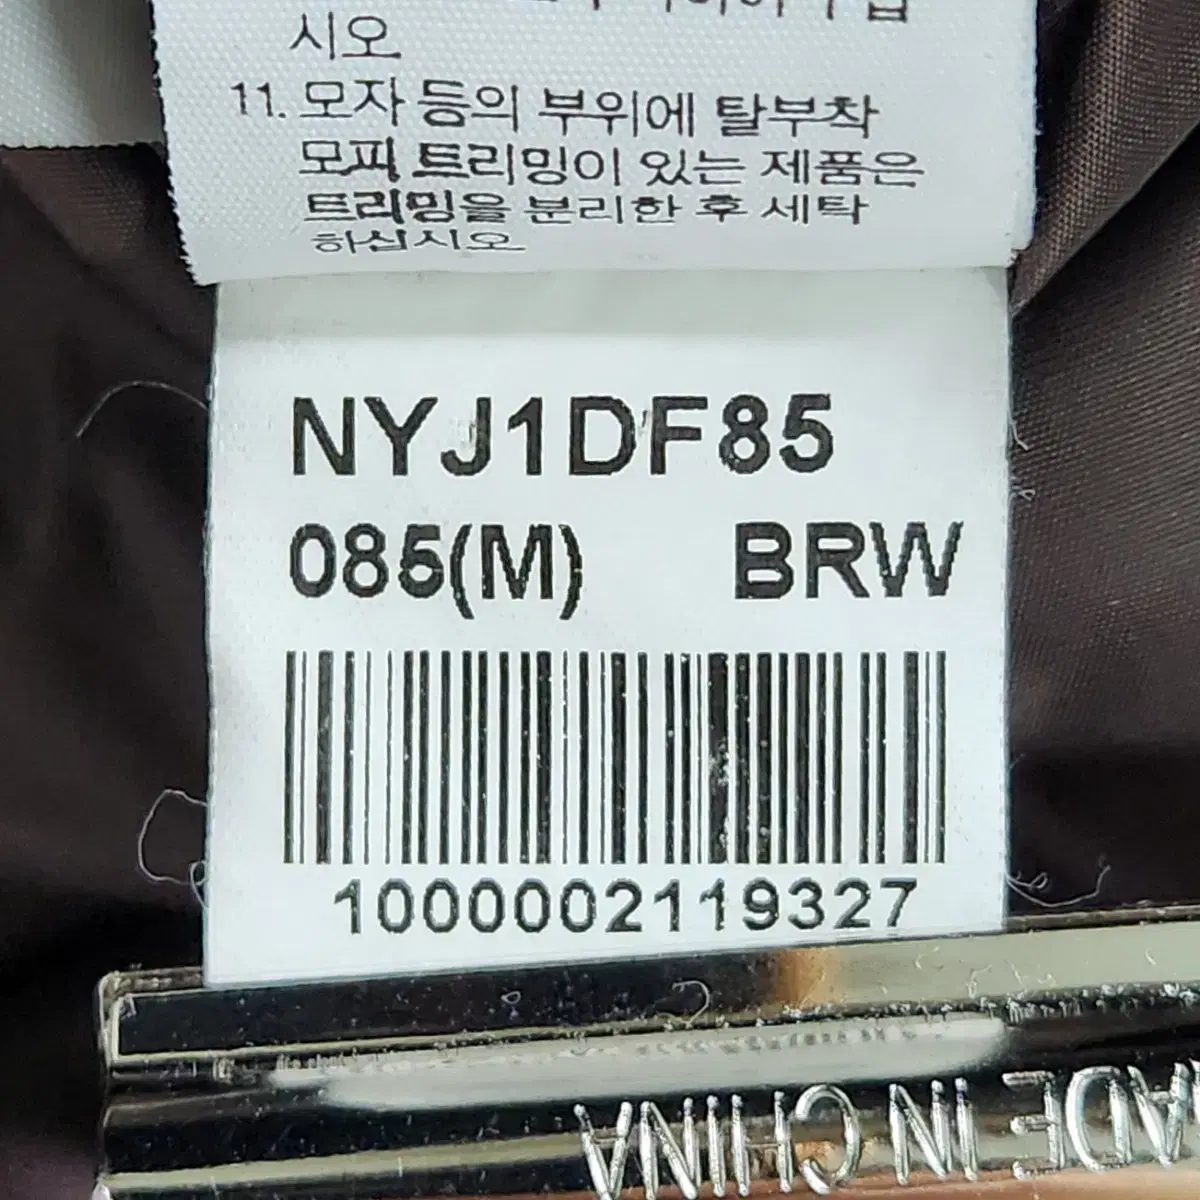 시오
11. 모자 등의 부위에 탈부착
모피 트리밍이 있는 제품은
트리밍을 분리한 후 세탁
하십시오
NYJ1DF85
085(M) BRW
1000002119327
MADE IN CHINA